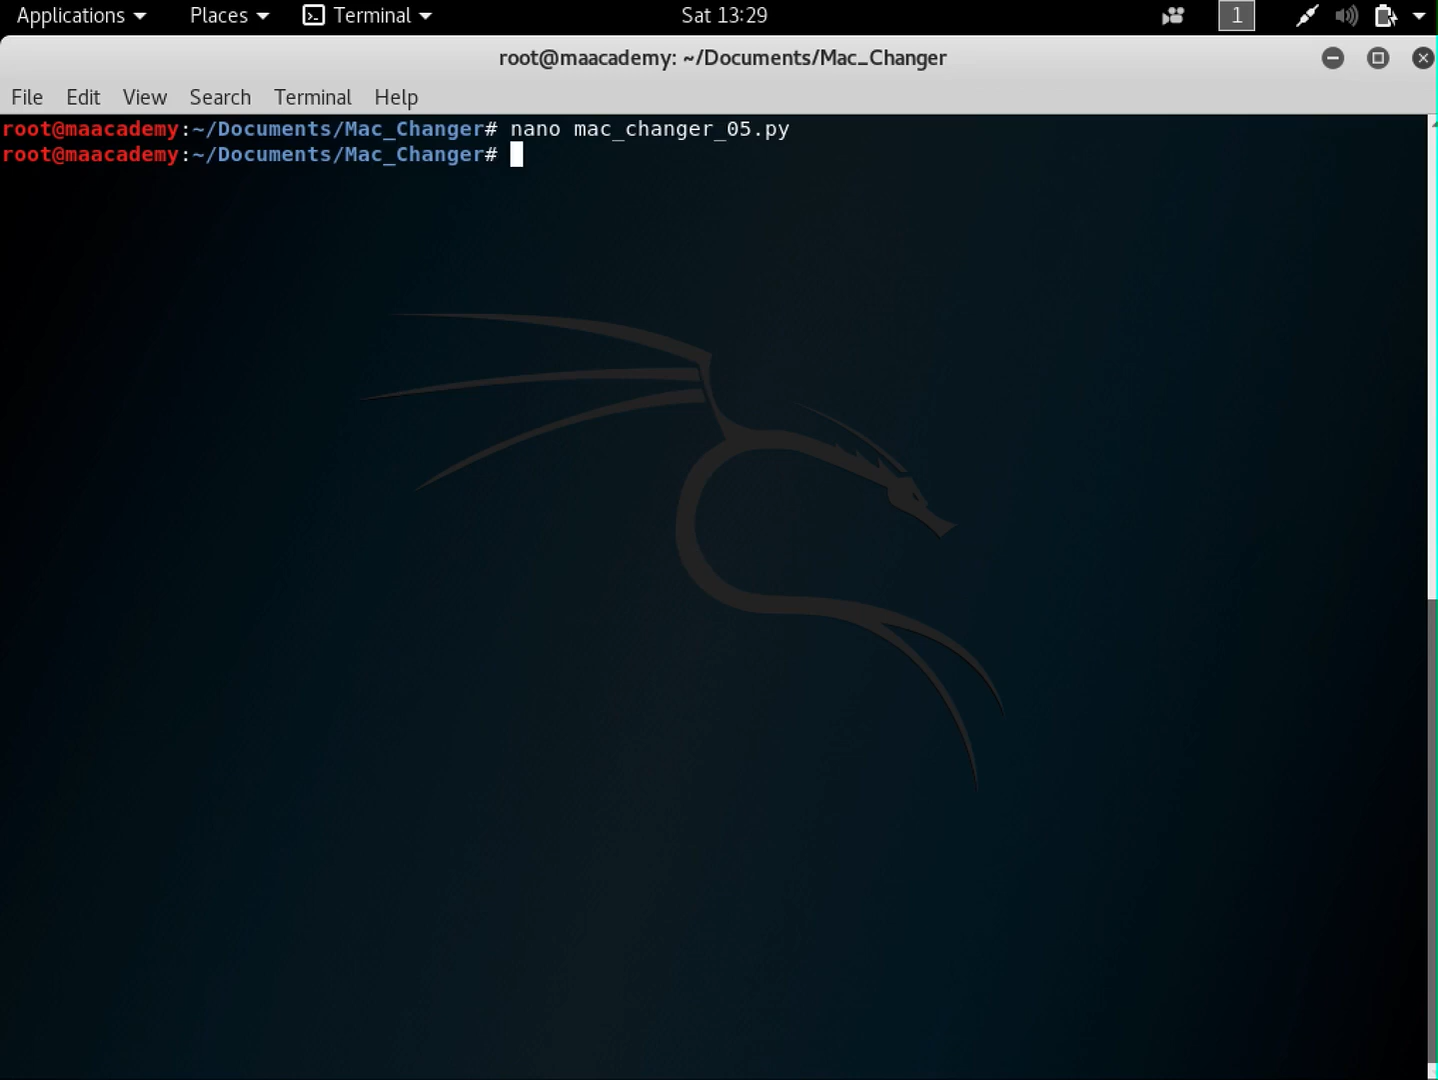 Applications Places Terminal Sat 13:29 1
root@maacademy: ~/Documents/Mac_Changer
File Edit View Search Terminal Help
root@maacademy:~/Documents/Mac_Changer# nano mac_changer_05.py
root@maacademy:~/Documents/Mac_Changer#